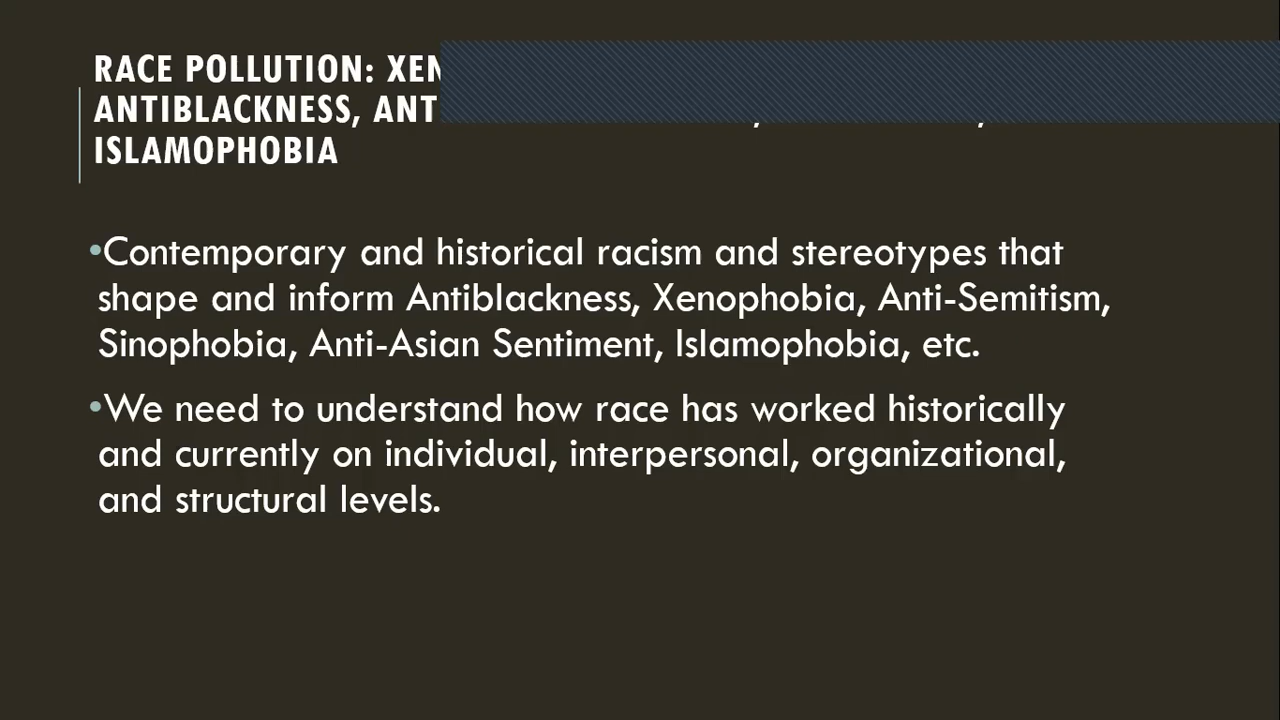 RACE POLLUTION:
ANTIBLACKNESS,
ISLAMOPHOBIA
•Contemporary and historical racism and stereotypes that
shape and inform Antiblackness, Xenophobia, Anti-Semitism,
Sinophobia, Anti-Asian Sentiment, Islamophobia, etc.
•We need to understand how race has worked historically
and currently on individual, interpersonal, organizational,
and structural levels.